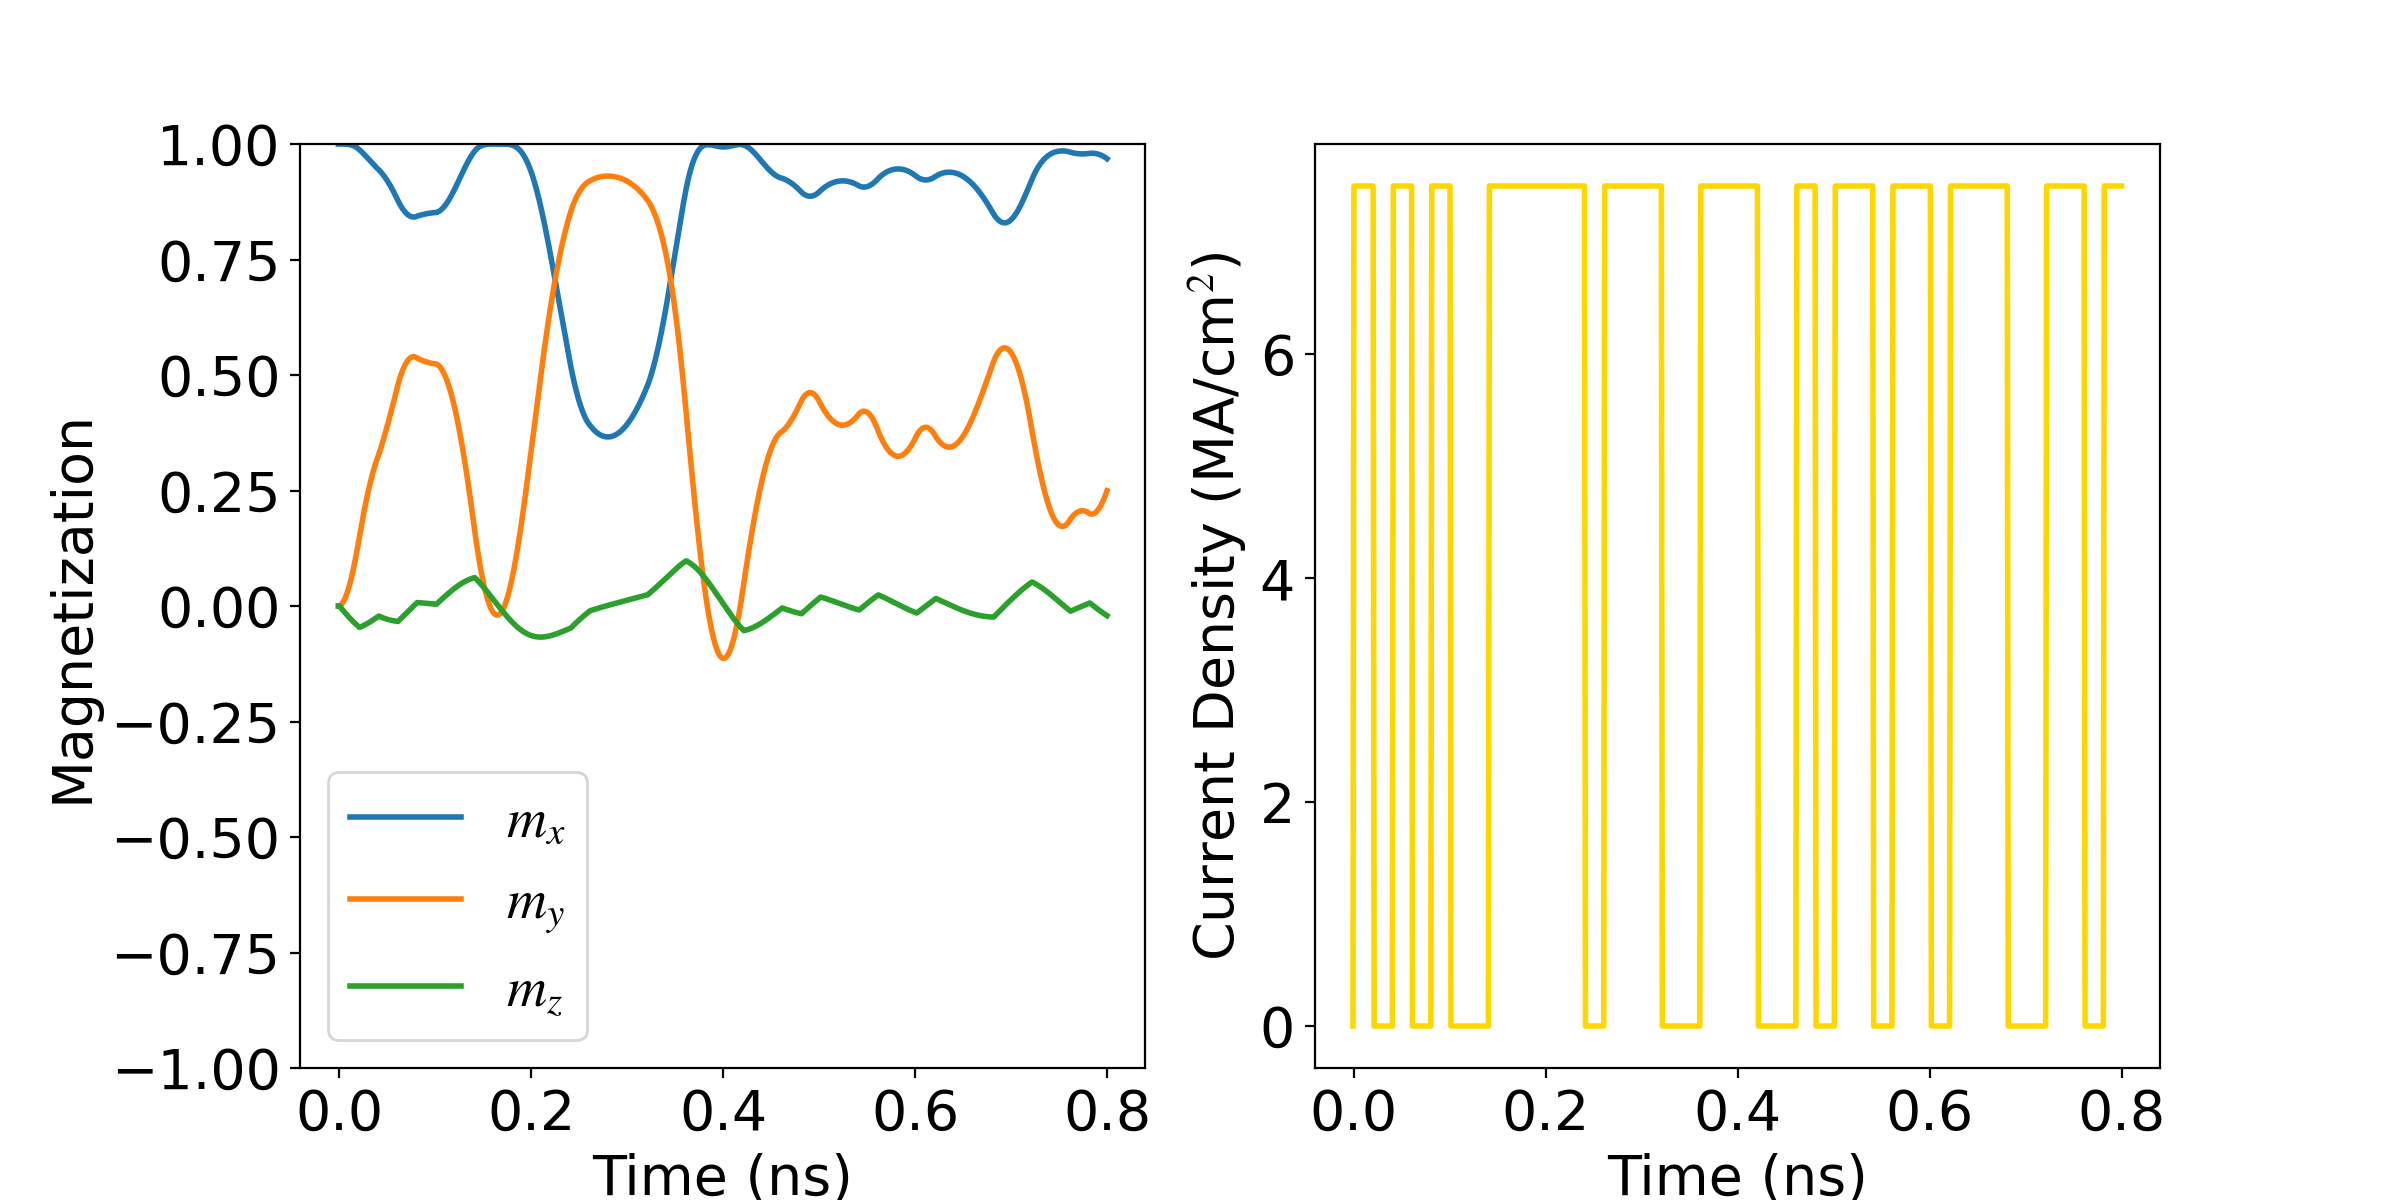 Magnetization
1.00
0.75
0.50
0.25
0.00
−0.25
−0.50
−0.75
−1.00
m_x
m_y
m_z
0.0 0.2 0.4 0.6 0.8
Time (ns)
Current Density (MA/cm²)
6
4
2
0
0.0 0.2 0.4 0.6 0.8
Time (ns)